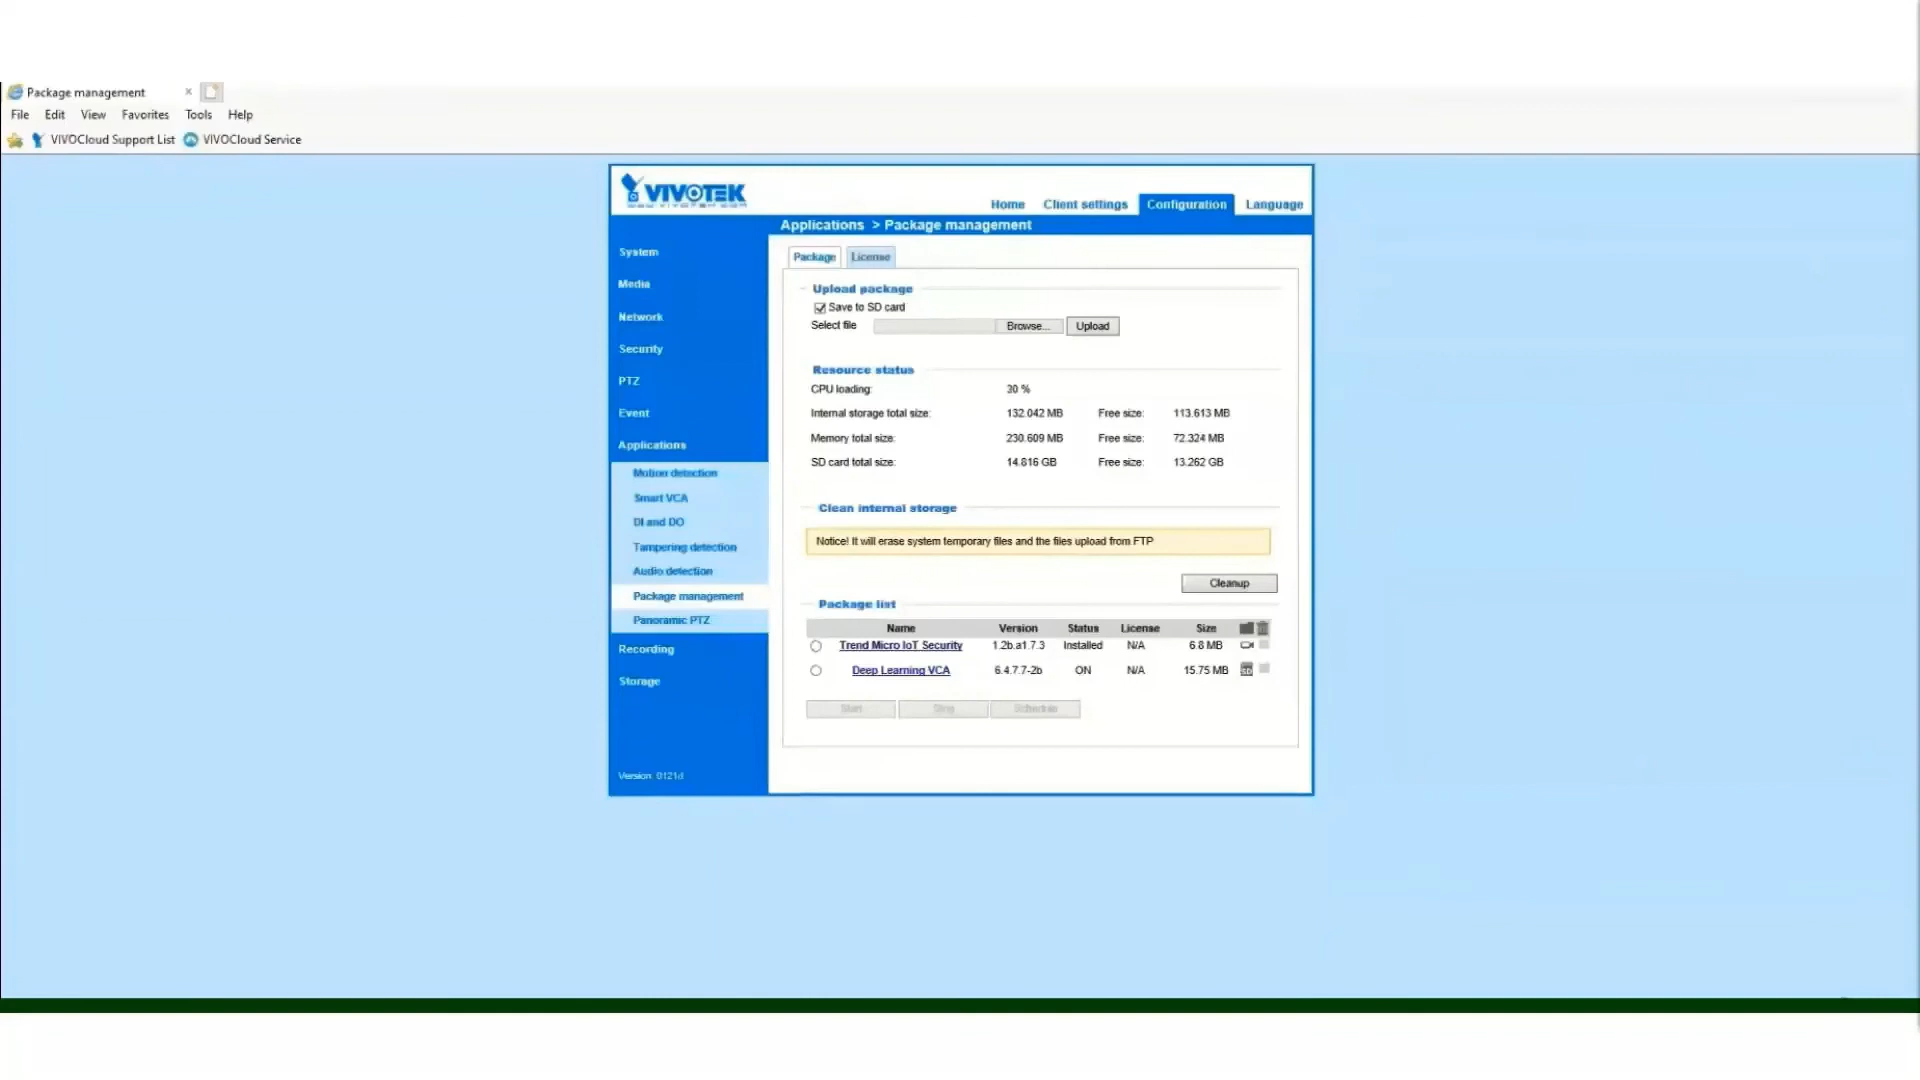 Package management
File Edit View Favorites Tools Help
VIVOCloud Support List VIVOCloud Service
VIVOTEK
Home Client settings Configuration Language
Applications > Package management
System
Media
Network
Security
PTZ
Event
Applications
Motion detection
Smart VCA
DI and DO
Tampering detection
Audio detection
Package management
Panoramic PTZ
Recording
Storage
Version: 0121d
Package License
Upload package
Save to SD card
Select file Browse... Upload
Resource status
CPU loading: 30 %
Internal storage total size: 132.042 MB Free size: 113.613 MB
Memory total size: 230.609 MB Free size: 72.324 MB
SD card total size: 14.816 GB Free size: 13.262 GB
Clean internal storage
Notice! It will erase system temporary files and the files upload from FTP
Cleanup
Package list
Name Version Status License Size
Trend Micro IoT Security 1.2b.a1.7.3 Installed N/A 6.8 MB
Deep Learning VCA 6.4.7.7-2b ON N/A 15.75 MB
Start Stop Schedule